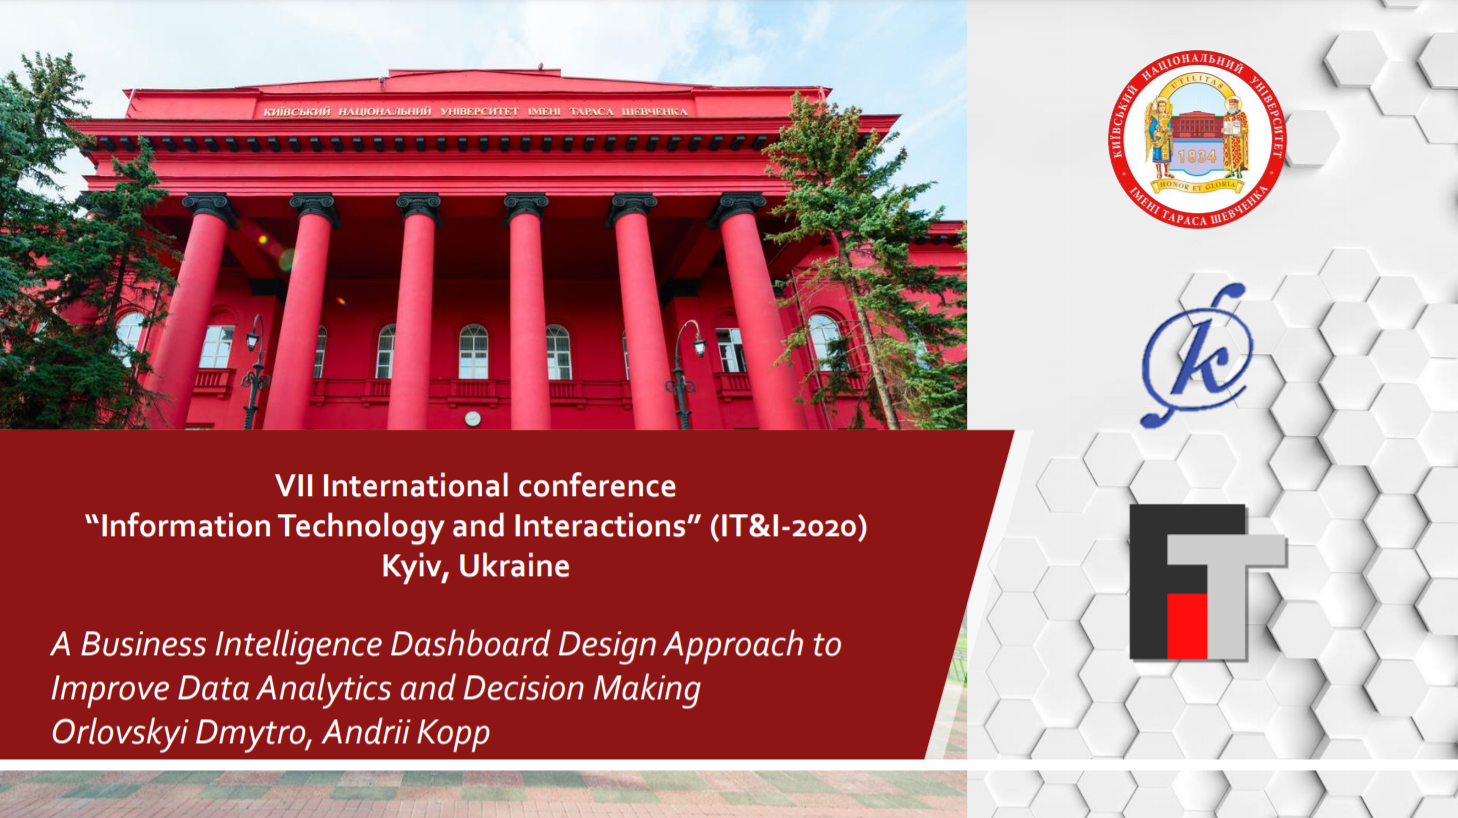 КИЇВСЬКИЙ НАЦІОНАЛЬНИЙ УНІВЕРСИТЕТ ІМЕНІ ТАРАСА ШЕВЧЕНКА
КИЇВСЬКИЙ НАЦІОНАЛЬНИЙ УНІВЕРСИТЕТ
ІМЕНІ ТАРАСА ШЕВЧЕНКА
UTILITAS
1834
HONOR ET GLORIA
k
FIT
VII International conference
“Information Technology and Interactions” (IT&I-2020)
Kyiv, Ukraine
A Business Intelligence Dashboard Design Approach to
Improve Data Analytics and Decision Making
Orlovskyi Dmytro, Andrii Kopp